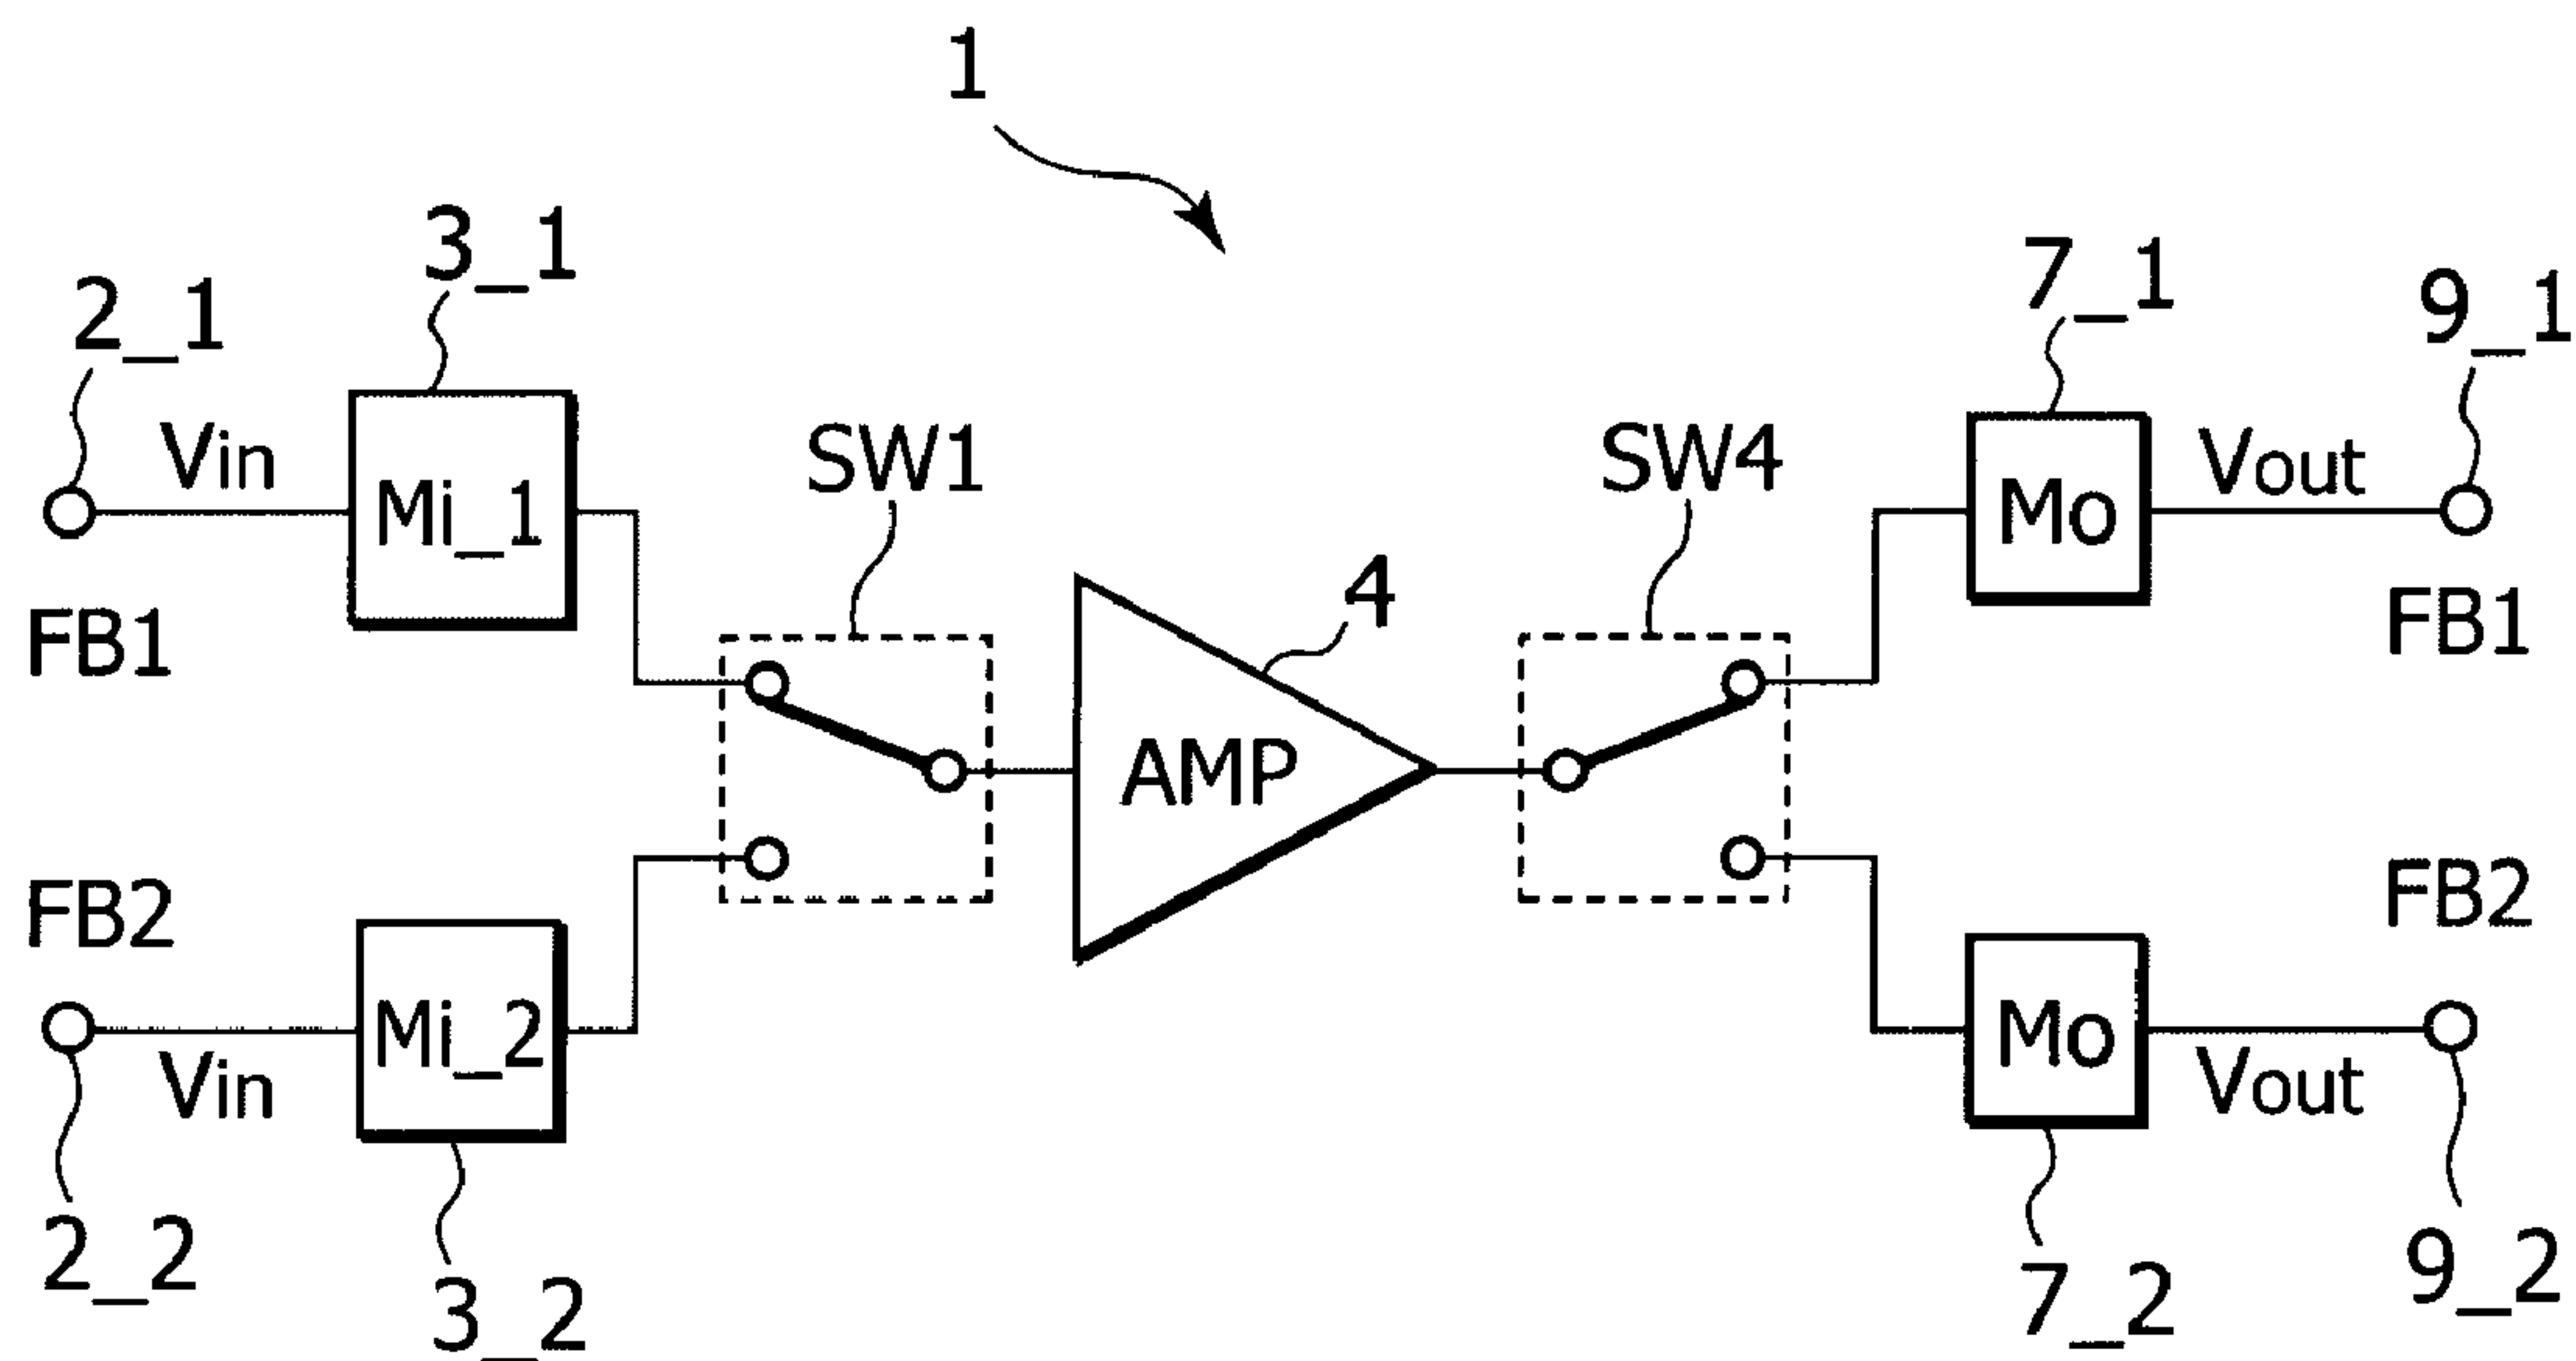 1
3_1
7_1
2_1
9_1
Vin
SW1
SW4
Vout
Mi_1
Mo
FB1
4
FB1
AMP
FB2
FB2
Mi_2
Mo
Vin
Vout
2_2
3_2
7_2
9_2